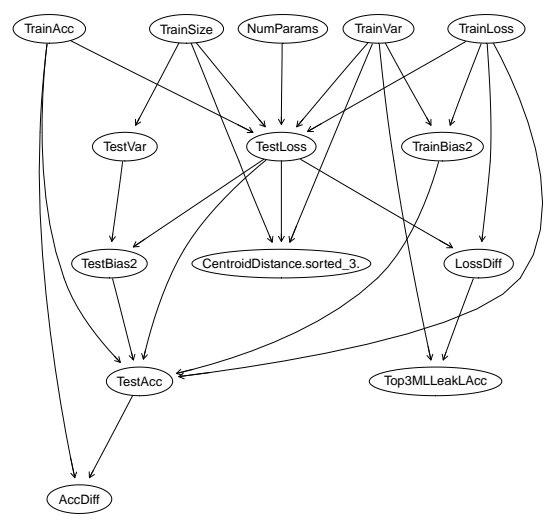 TrainAcc
TrainSize
NumParams
TrainVar
TrainLoss
TestVar
TestLoss
TrainBias2
TestBias2
CentroidDistance.sorted_3.
LossDiff
TestAcc
Top3MLLeakLAcc
AccDiff